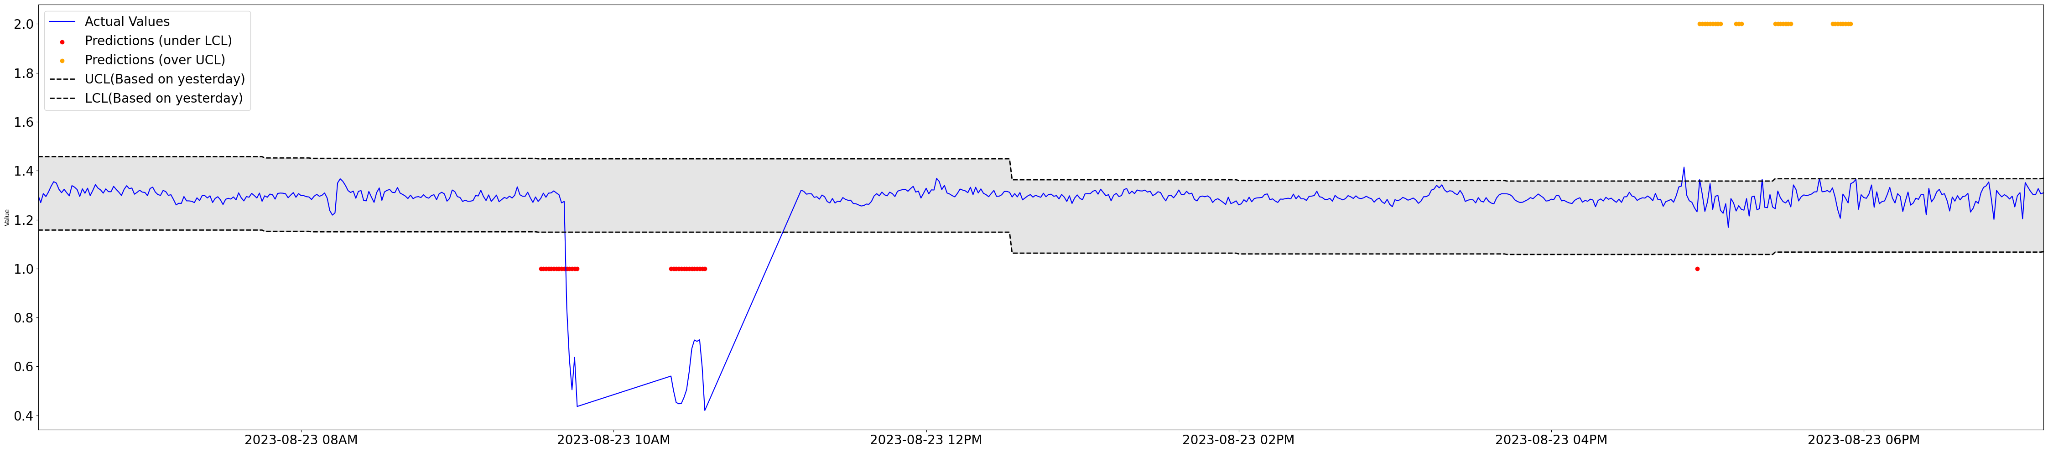 2.0
1.8
1.6
1.4
1.2
1.0
0.8
0.6
0.4
value
Actual Values
Predictions (under LCL)
Predictions (over UCL)
UCL(Based on yesterday)
LCL(Based on yesterday)
2023-08-23 08AM
2023-08-23 10AM
2023-08-23 12PM
2023-08-23 02PM
2023-08-23 04PM
2023-08-23 06PM